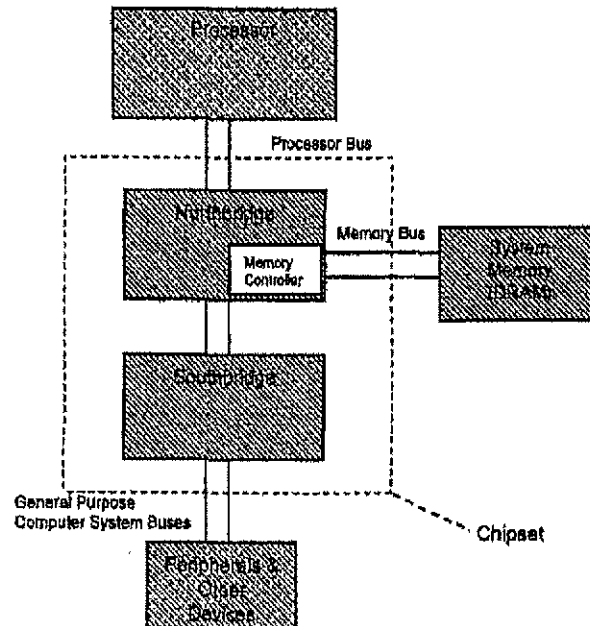 Processor
Processor Bus
Northbridge
Memory Bus
Memory
Controller
System
Memory
(DRAM)
Southbridge
General Purpose
Computer System Buses
Chipset
Peripherals &
Other
Devices